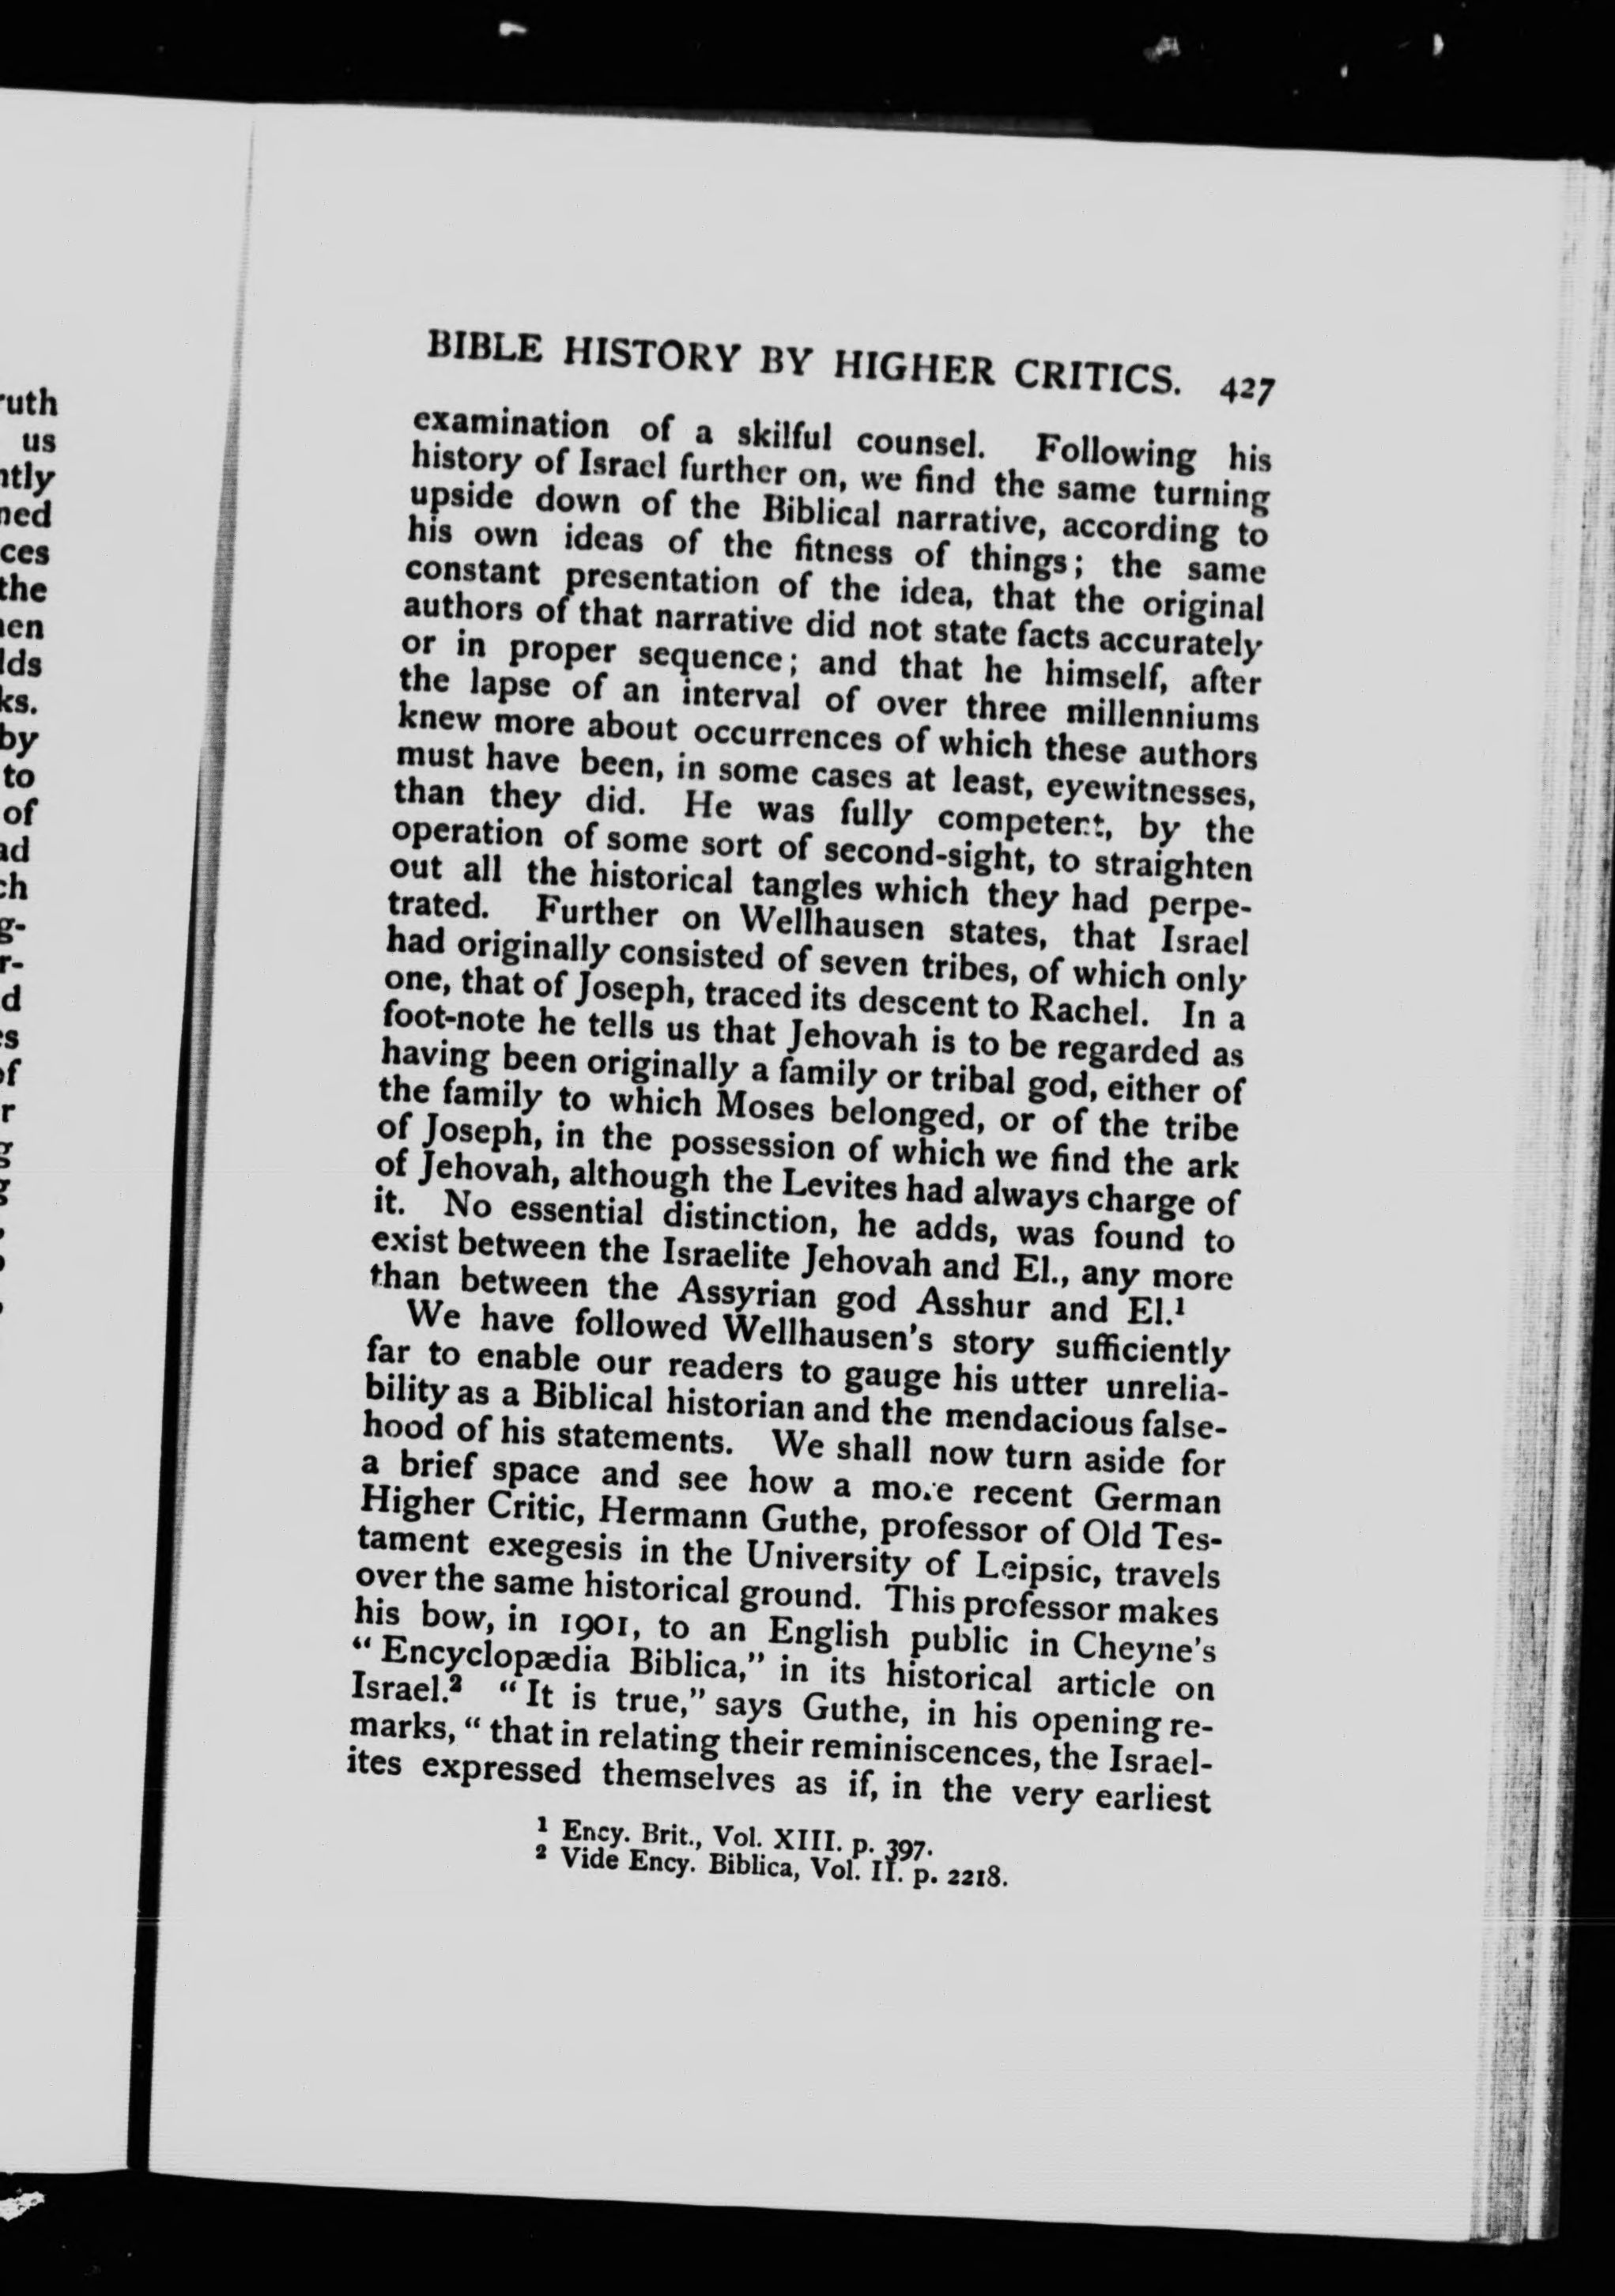 BIBLE HISTORY BY HIGHER CRITICS. 427
examination of a skilful counsel. Following his
history of Israel further on, we find the same turning
upside down of the Biblical narrative, according to
his own ideas of the fitness of things; the same
constant presentation of the idea, that the original
authors of that narrative did not state facts accurately
or in proper sequence; and that he himself, after
the lapse of an interval of over three millenniums
knew more about occurrences of which these authors
must have been, in some cases at least, eyewitnesses,
than they did. He was fully competent, by the
operation of some sort of second-sight, to straighten
out all the historical tangles which they had perpe-
trated. Further on Wellhausen states, that Israel
had originally consisted of seven tribes, of which only
one, that of Joseph, traced its descent to Rachel. In a
foot-note he tells us that Jehovah is to be regarded as
having been originally a family or tribal god, either of
the family to which Moses belonged, or of the tribe
of Joseph, in the possession of which we find the ark
of Jehovah, although the Levites had always charge of
it. No essential distinction, he adds, was found to
exist between the Israelite Jehovah and El., any more
than between the Assyrian god Asshur and El.¹
We have followed Wellhausen's story sufficiently
far to enable our readers to gauge his utter unrelia-
bility as a Biblical historian and the mendacious false-
hood of his statements. We shall now turn aside for
a brief space and see how a more recent German
Higher Critic, Hermann Guthe, professor of Old Tes-
tament exegesis in the University of Leipsic, travels
over the same historical ground. This professor makes
his bow, in 1901, to an English public in Cheyne's
"Encyclopædia Biblica," in its historical article on
Israel.² "It is true," says Guthe, in his opening re-
marks, "that in relating their reminiscences, the Israel-
ites expressed themselves as if, in the very earliest
¹ Ency. Brit., Vol. XIII. p. 397.
² Vide Ency. Biblica, Vol. II. p. 2218.